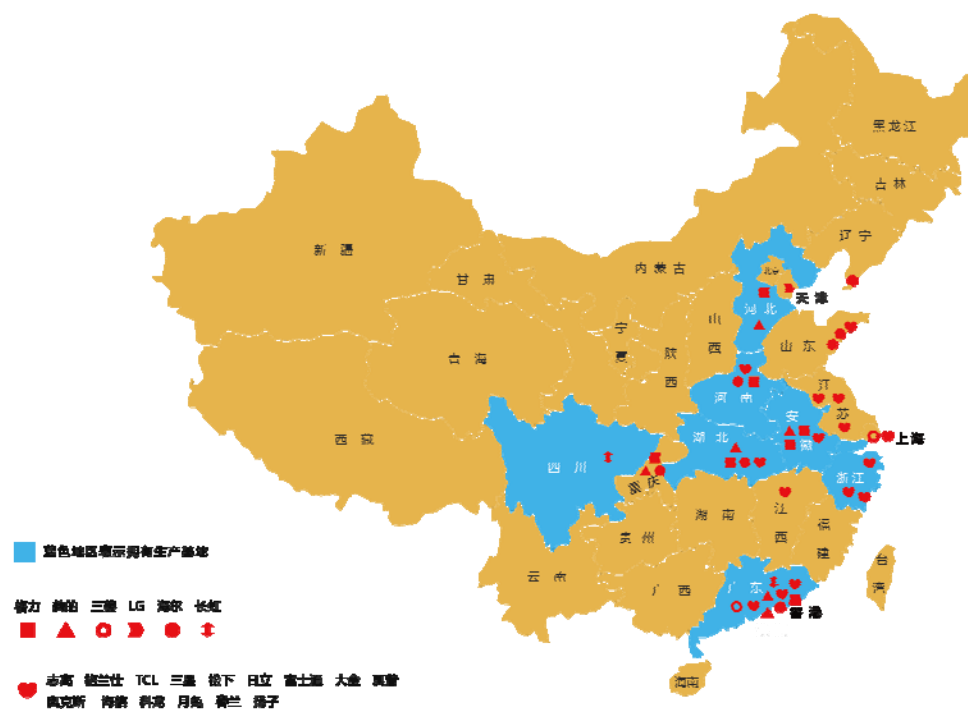 黑龙江
吉林
辽宁
新疆
内蒙古
甘肃
北京
天津
河北
山西
宁夏
山东
陕西
青海
江苏
河南
安徽
西藏
湖北
上海
四川
重庆
浙江
湖南
江西
贵州
福建
台湾
云南
广西
广东
香港
海南
蓝色地区表示拥有生产基地
格力 美的 三菱 LG 海尔 长虹
志高 格兰仕 TCL 三星 松下 日立 富士通 大金
奥克斯 海信 科龙 月兔 春兰 扬子